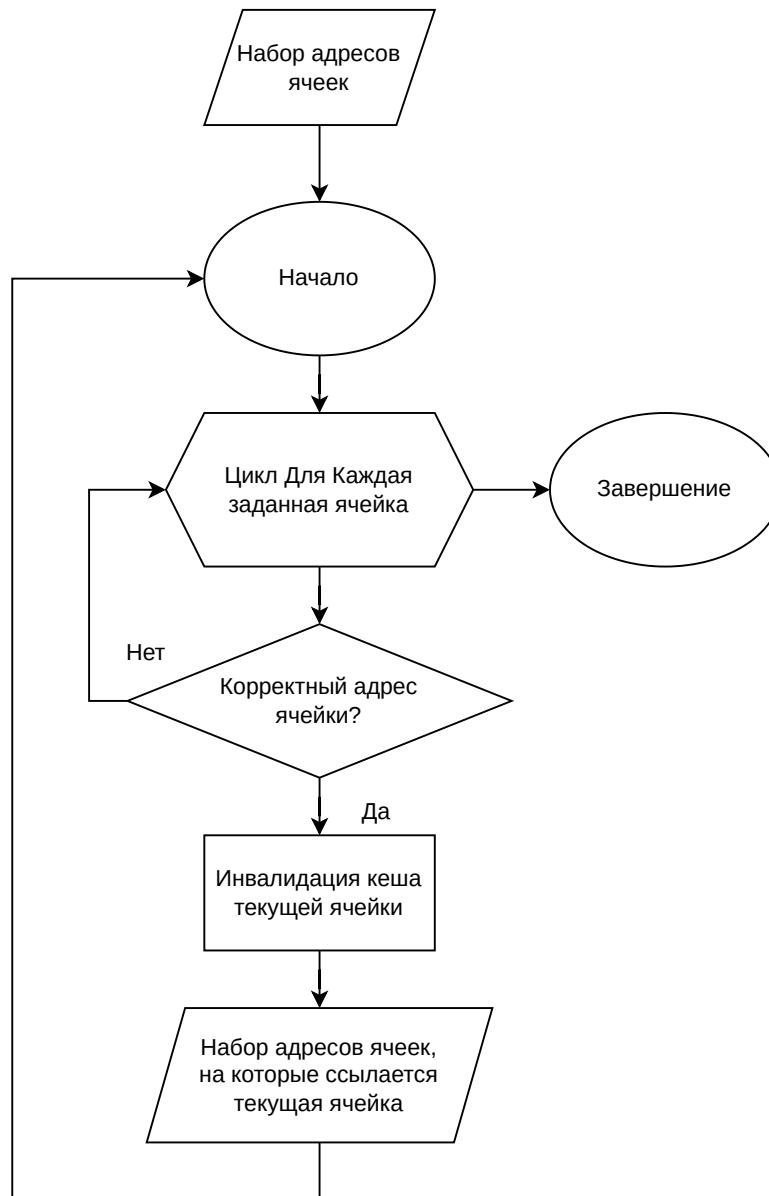 Набор адресов
ячеек
Начало
Цикл Для Каждая
заданная ячейка
Завершение
Нет
Корректный адрес
ячейки?
Да
Инвалидация кеша
текущей ячейки
Набор адресов ячеек,
на которые ссылается
текущая ячейка